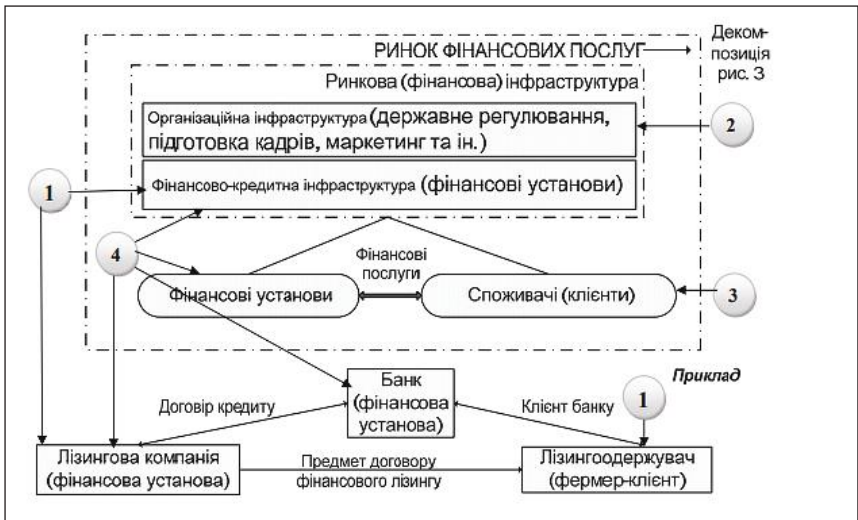 РИНОК ФІНАНСОВИХ ПОСЛУГ
Деком-
позиція
рис. 3
Ринкова (фінансова) інфраструктура
Організаційна інфраструктура (державне регулювання,
підготовка кадрів, маркетинг та ін.)
2
1
Фінансово-кредитна інфраструктура (фінансові установи)
4
Фінансові
послуги
Фінансові установи
Споживачі (клієнти)
3
Приклад
Банк
(фінансова
установа)
1
Договір кредиту
Клієнт банку
Лізингова компанія
(фінансова установа)
Предмет договору
фінансового лізингу
Лізингоодержувач
(фермер-клієнт)